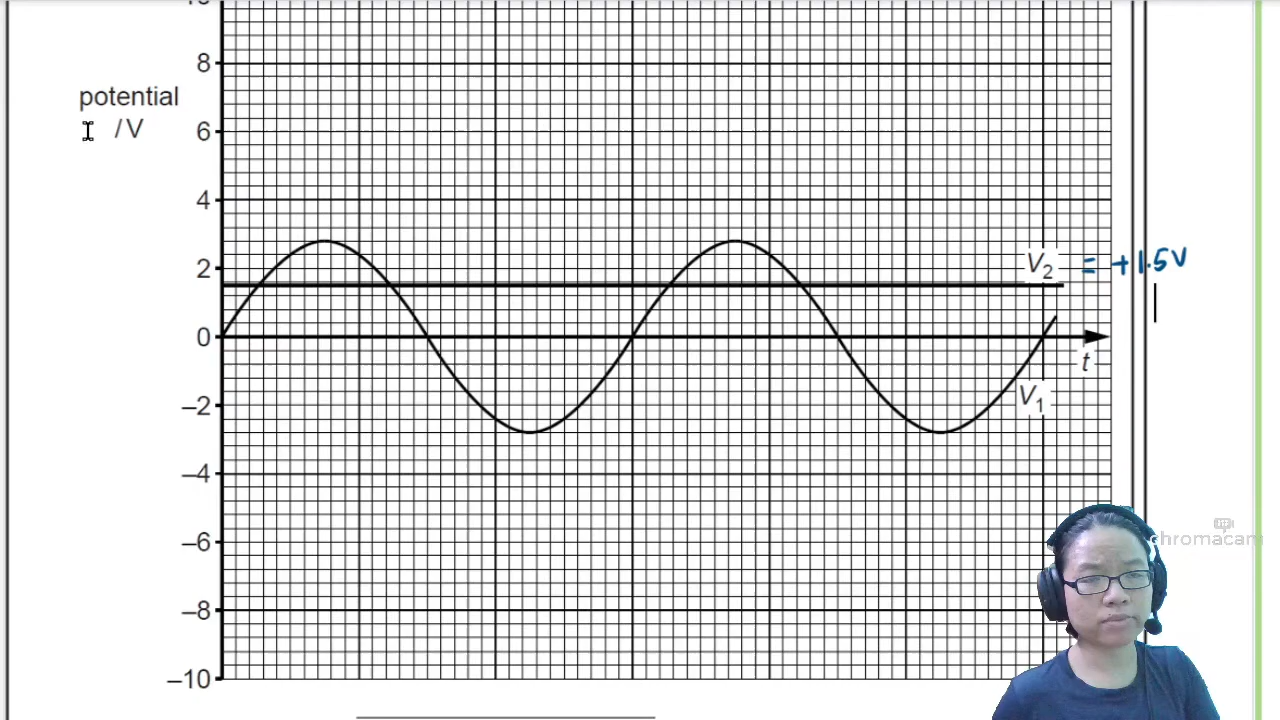 8
potential
/ V
6
4
2
V2 = +1.5V
0
t
–2
V1
–4
–6
chromacam
–8
–10